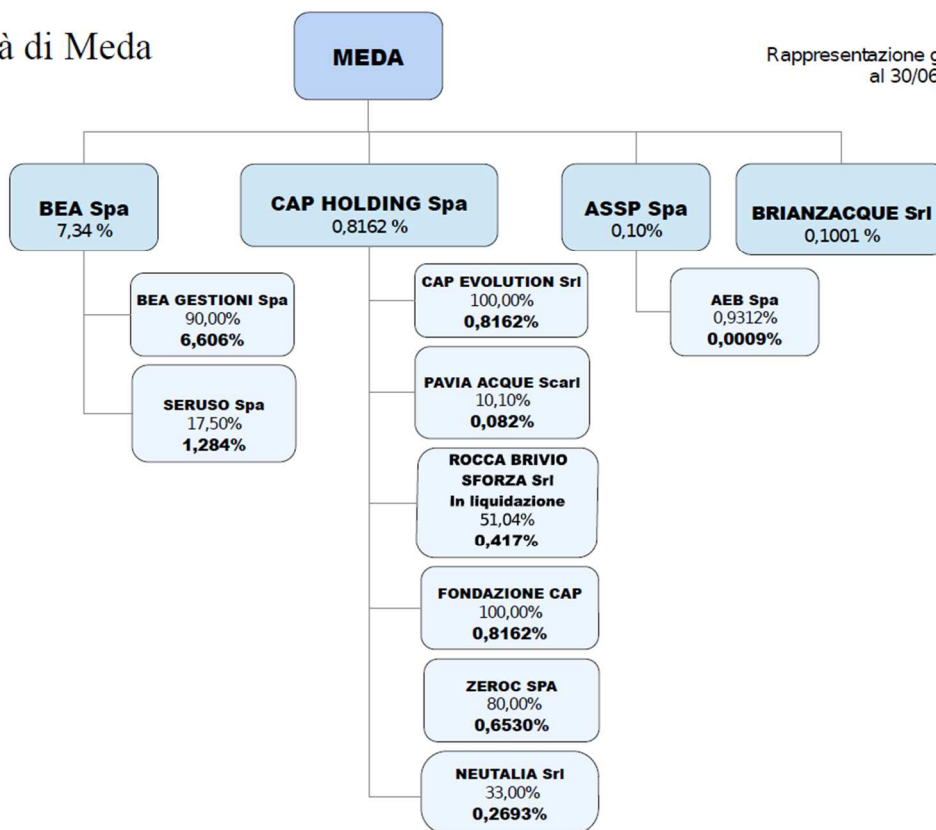 à di Meda
MEDA
Rappresentazione g
al 30/06
BEA Spa
7,34 %
CAP HOLDING Spa
0,8162 %
ASSP Spa
0,10%
BRIANZACQUE Srl
0,1001 %
BEA GESTIONI Spa
90,00%
6,606%
SERUSO Spa
17,50%
1,284%
CAP EVOLUTION Srl
100,00%
0,8162%
PAVIA ACQUE Scarl
10,10%
0,082%
ROCCA BRIVIO
SFORZA Srl
In liquidazione
51,04%
0,417%
FONDAZIONE CAP
100,00%
0,8162%
ZEROC SPA
80,00%
0,6530%
NEUTALIA Srl
33,00%
0,2693%
AEB Spa
0,9312%
0,0009%